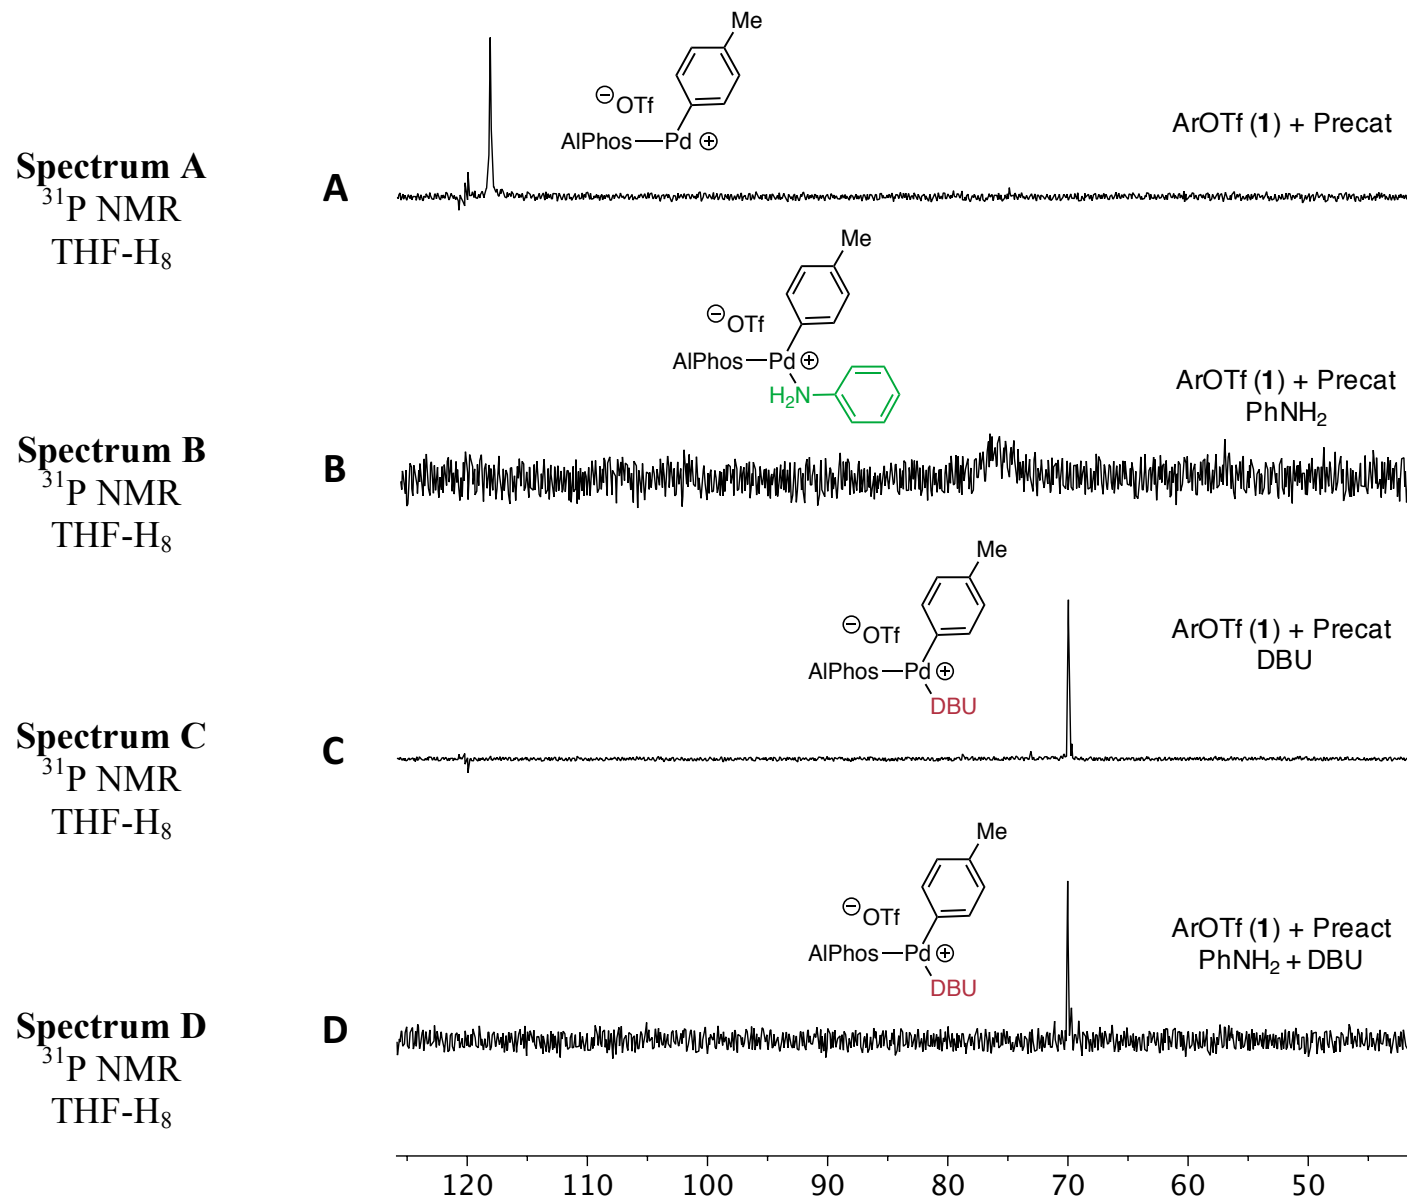 Me
⊖OTf
AlPhos—Pd⊕
ArOTf (1) + Precat
Spectrum A
³¹P NMR
THF-H₈
A
Me
⊖OTf
AlPhos—Pd⊕
H₂N
ArOTf (1) + Precat
PhNH₂
Spectrum B
³¹P NMR
THF-H₈
B
Me
⊖OTf
AlPhos—Pd⊕
DBU
ArOTf (1) + Precat
DBU
Spectrum C
³¹P NMR
THF-H₈
C
Me
⊖OTf
AlPhos—Pd⊕
DBU
ArOTf (1) + Preact
PhNH₂ + DBU
Spectrum D
³¹P NMR
THF-H₈
D
120 110 100 90 80 70 60 50